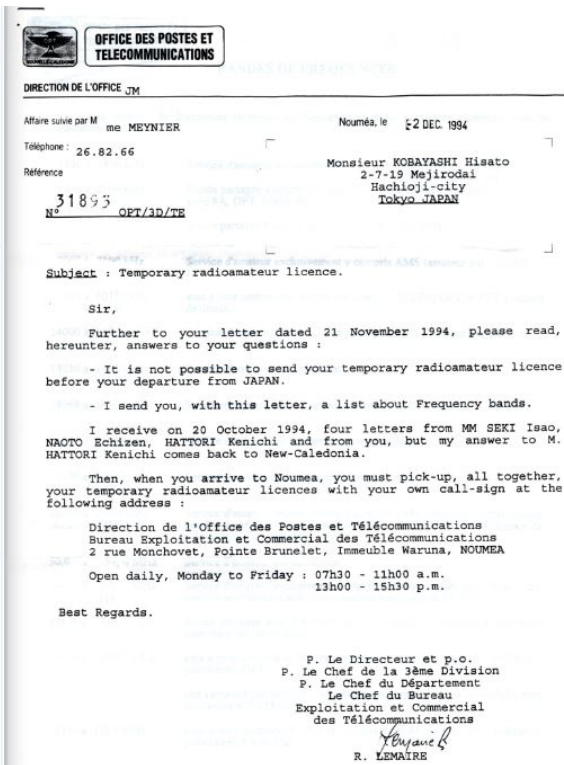 OFFICE DES POSTES ET
TELECOMMUNICATIONS
DIRECTION DE L'OFFICE JM
Affaire suivie par M me MEYNIER
Nouméa, le -2 DEC. 1994
Téléphone : 26.82.66
Référence
31893
N° OPT/3D/TE
Monsieur KOBAYASHI Hisato
2-7-19 Mejirodai
Hachioji-city
Tokyo JAPAN
Subject : Temporary radioamateur licence.
Sir,
Further to your letter dated 21 November 1994, please read,
hereunter, answers to your questions :
- It is not possible to send your temporary radioamateur licence
before your departure from JAPAN.
- I send you, with this letter, a list about Frequency bands.
I receive on 20 October 1994, four letters from MM SEKI Isao,
NAOTO Echizen, HATTORI Kenichi and from you, but my answer to M.
HATTORI Kenichi comes back to New-Caledonia.
Then, when you arrive to Noumea, you must pick-up, all together,
your temporary radioamateur licences with your own call-sign at the
following address :
Direction de l'Office des Postes et Télécommunications
Bureau Exploitation et Commercial des Télécommunications
2 rue Monchovet, Pointe Brunelet, Immeuble Waruna, NOUMEA
Open daily, Monday to Friday : 07h30 - 11h00 a.m.
13h00 - 15h30 p.m.
Best Regards.
P. Le Directeur et p.o.
P. Le Chef de la 3ème Division
P. Le Chef du Département
Le Chef du Bureau
Exploitation et Commercial
des Télécommunications
R. LEMAIRE